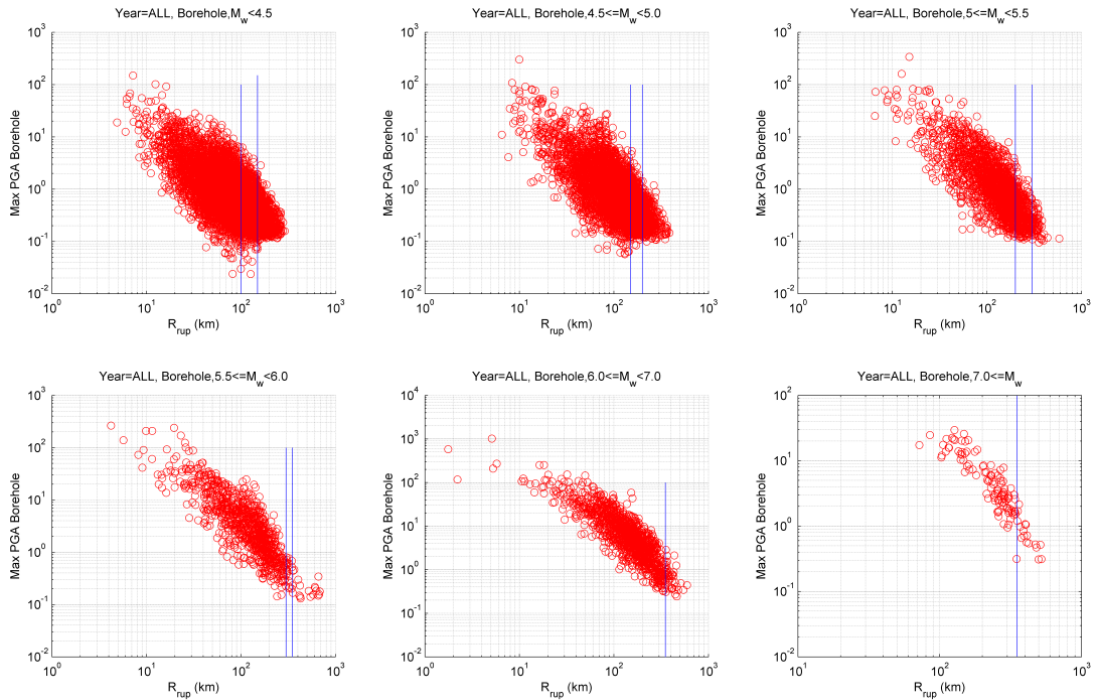 Year=ALL, Borehole,M_w<4.5
10^3
10^2
10^1
10^0
10^-1
10^-2
Max PGA Borehole
10^0 10^1 10^2 10^3
R_rup (km)
Year=ALL, Borehole,4.5<=M_w<5.0
10^3
10^2
10^1
10^0
10^-1
10^-2
Max PGA Borehole
10^0 10^1 10^2 10^3
R_rup (km)
Year=ALL, Borehole,5<=M_w<5.5
10^3
10^2
10^1
10^0
10^-1
10^-2
Max PGA Borehole
10^0 10^1 10^2 10^3
R_rup (km)
Year=ALL, Borehole,5.5<=M_w<6.0
10^3
10^2
10^1
10^0
10^-1
10^-2
Max PGA Borehole
10^0 10^1 10^2 10^3
R_rup (km)
Year=ALL, Borehole,6.0<=M_w<7.0
10^4
10^3
10^2
10^1
10^0
10^-1
10^-2
Max PGA Borehole
10^0 10^1 10^2 10^3
R_rup (km)
Year=ALL, Borehole,7.0<=M_w
10^2
10^1
10^0
10^-1
10^-2
Max PGA Borehole
10^1 10^2 10^3
R_rup (km)